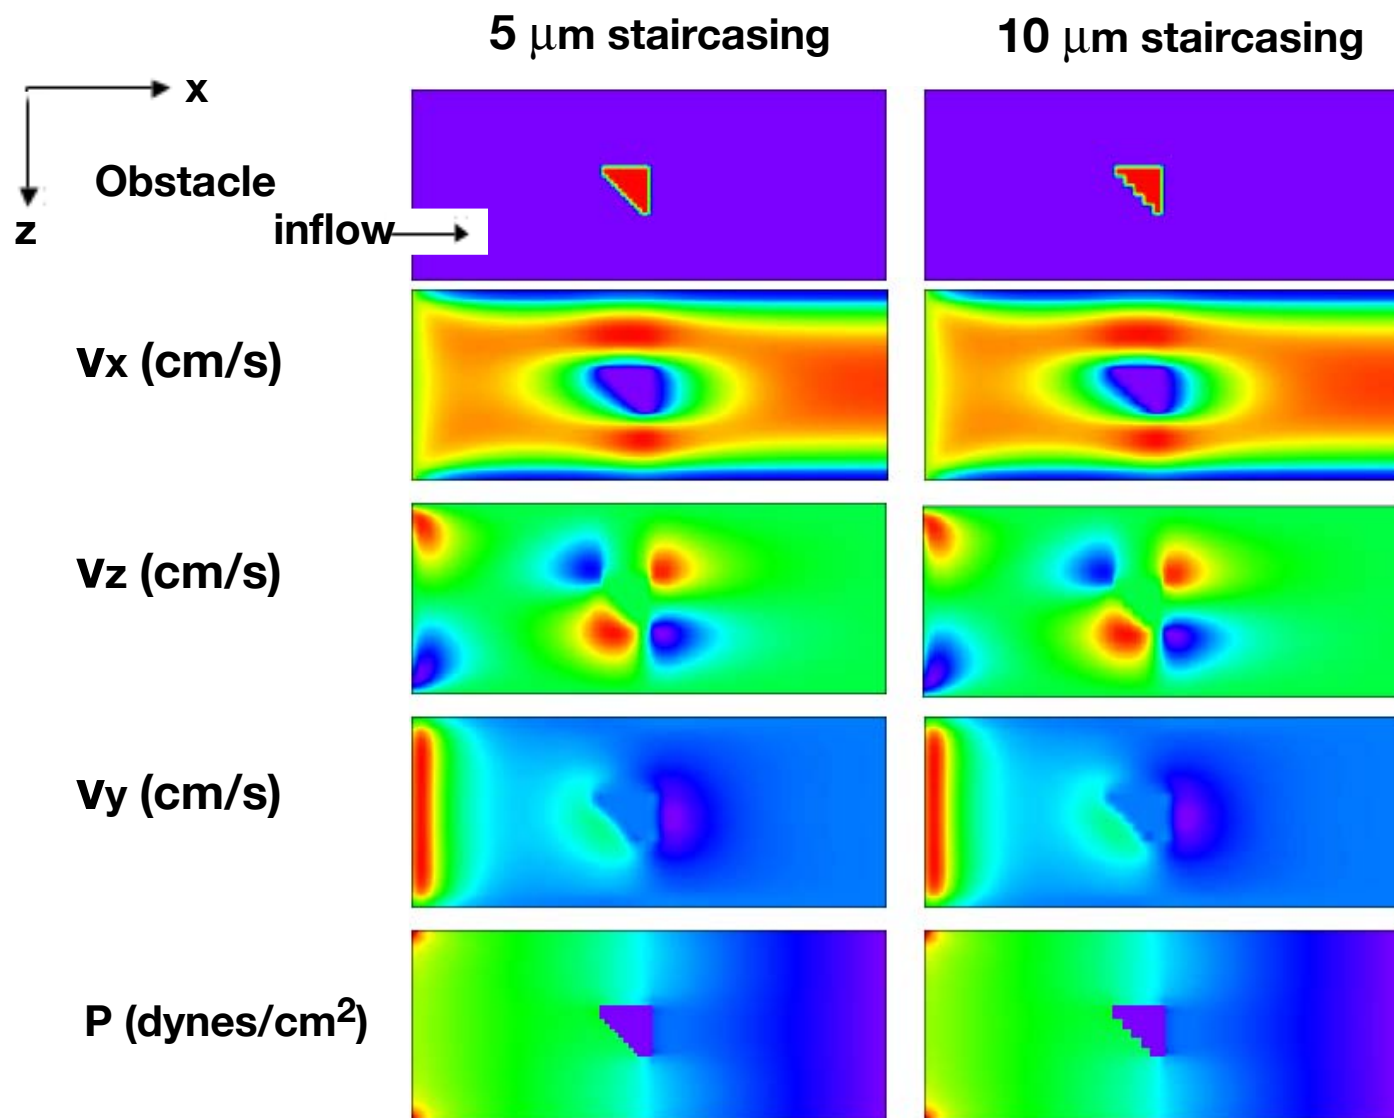 5 μm staircasing
10 μm staircasing
x
Obstacle
z
inflow
vx (cm/s)
vz (cm/s)
vy (cm/s)
P (dynes/cm²)